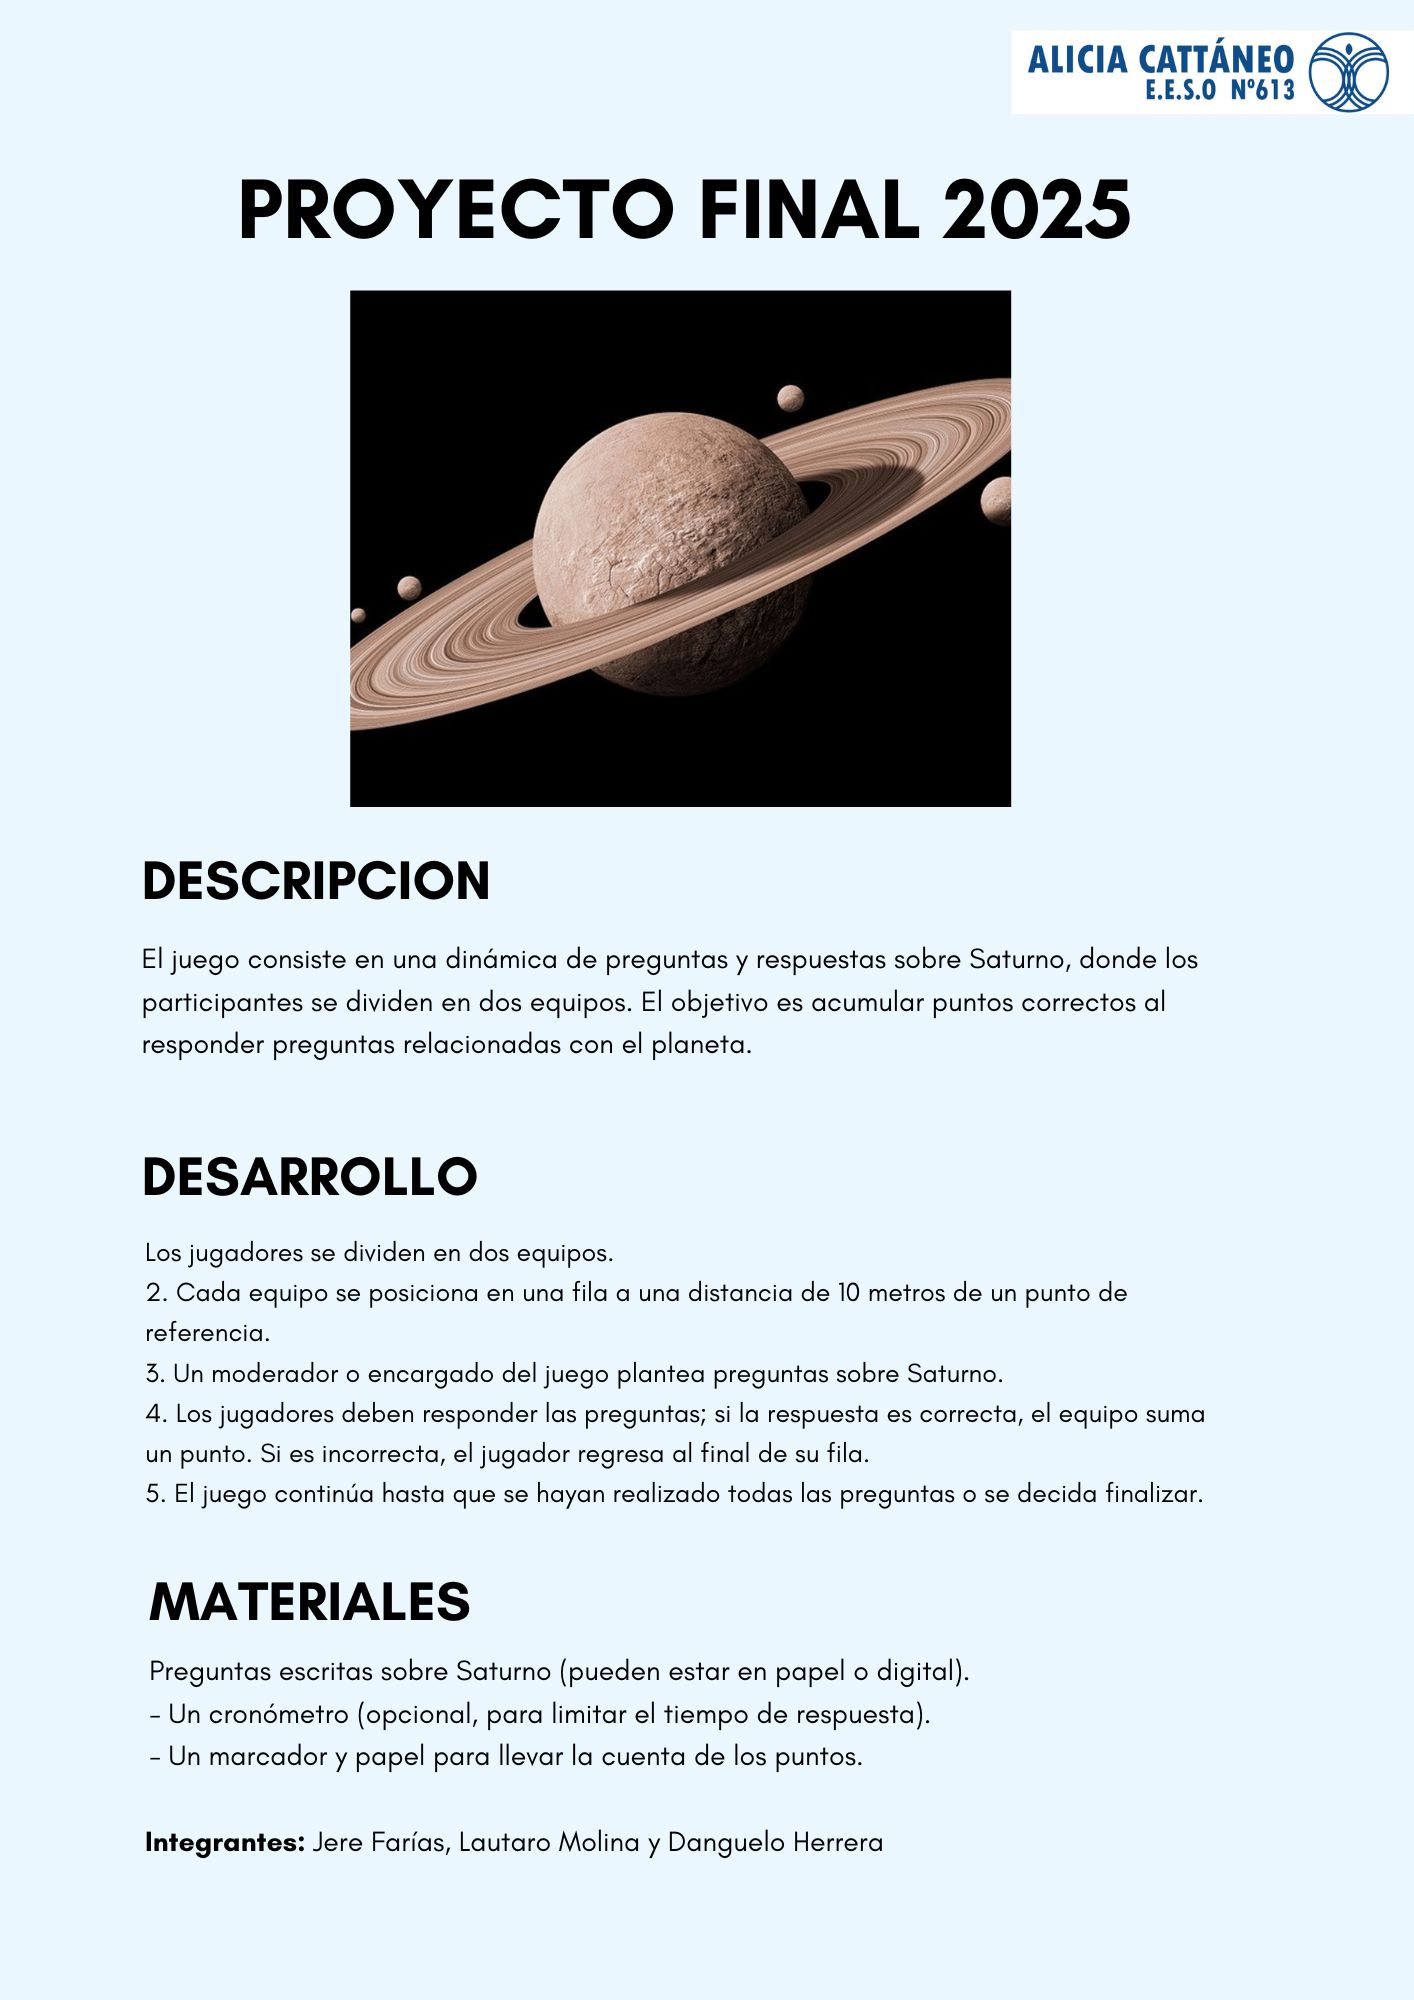 ALICIA CATTÁNEO
E.E.S.O Nº613
PROYECTO FINAL 2025
DESCRIPCION
El juego consiste en una dinámica de preguntas y respuestas sobre Saturno, donde los
participantes se dividen en dos equipos. El objetivo es acumular puntos correctos al
responder preguntas relacionadas con el planeta.
DESARROLLO
Los jugadores se dividen en dos equipos.
2. Cada equipo se posiciona en una fila a una distancia de 10 metros de un punto de
referencia.
3. Un moderador o encargado del juego plantea preguntas sobre Saturno.
4. Los jugadores deben responder las preguntas; si la respuesta es correcta, el equipo suma
un punto. Si es incorrecta, el jugador regresa al final de su fila.
5. El juego continúa hasta que se hayan realizado todas las preguntas o se decida finalizar.
MATERIALES
Preguntas escritas sobre Saturno (pueden estar en papel o digital).
- Un cronómetro (opcional, para limitar el tiempo de respuesta).
- Un marcador y papel para llevar la cuenta de los puntos.
Integrantes: Jere Farías, Lautaro Molina y Danguelo Herrera